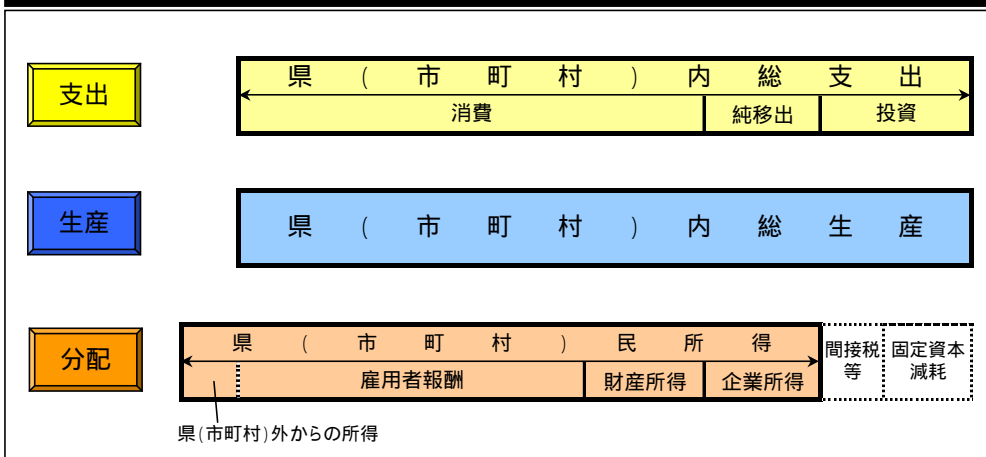 支出
県(市町村)内総支出
消費
純移出
投資
生産
県(市町村)内総生産
分配
県(市町村)民所得
雇用者報酬
財産所得
企業所得
間接税
等
固定資本
減耗
県(市町村)外からの所得